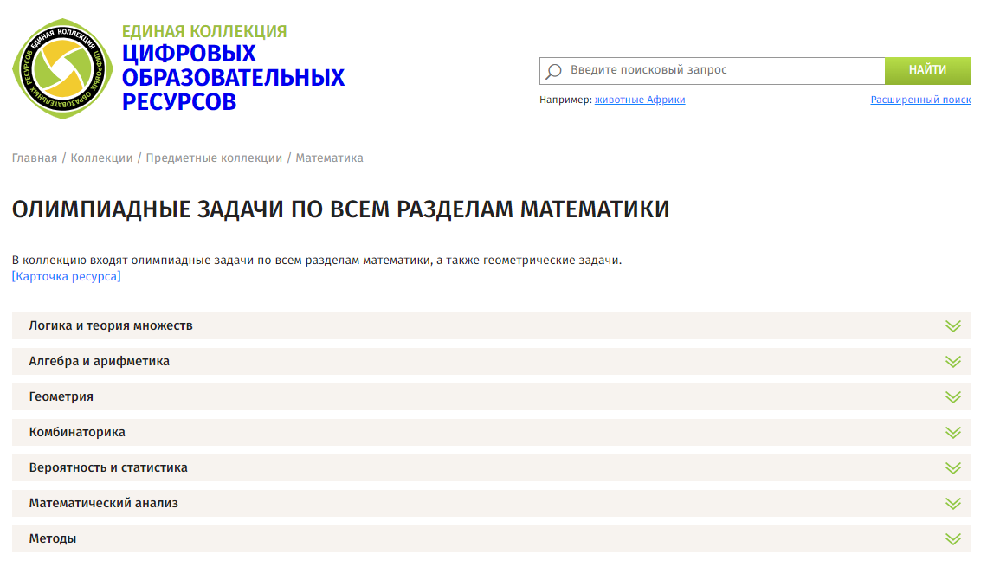 ЕДИНАЯ КОЛЛЕКЦИЯ ЦИФРОВЫХ ОБРАЗОВАТЕЛЬНЫХ РЕСУРСОВ
ЕДИНАЯ КОЛЛЕКЦИЯ
ЦИФРОВЫХ
ОБРАЗОВАТЕЛЬНЫХ
РЕСУРСОВ
Введите поисковый запрос
НАЙТИ
Например: животные Африки
Расширенный поиск
Главная / Коллекции / Предметные коллекции / Математика
ОЛИМПИАДНЫЕ ЗАДАЧИ ПО ВСЕМ РАЗДЕЛАМ МАТЕМАТИКИ
В коллекцию входят олимпиадные задачи по всем разделам математики, а также геометрические задачи.
[Карточка ресурса]
Логика и теория множеств
Алгебра и арифметика
Геометрия
Комбинаторика
Вероятность и статистика
Математический анализ
Методы